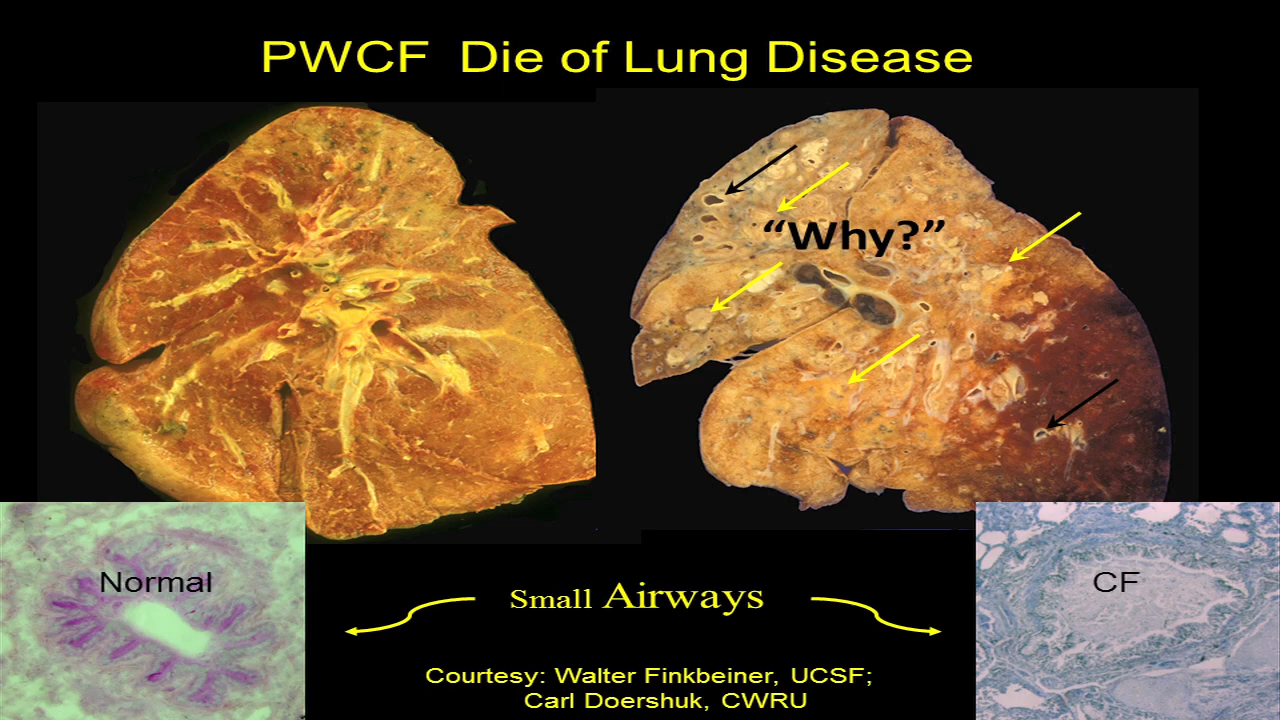 PWCF Die of Lung Disease
“Why?”
Normal
CF
Small Airways
Courtesy: Walter Finkbeiner, UCSF;
Carl Doershuk, CWRU